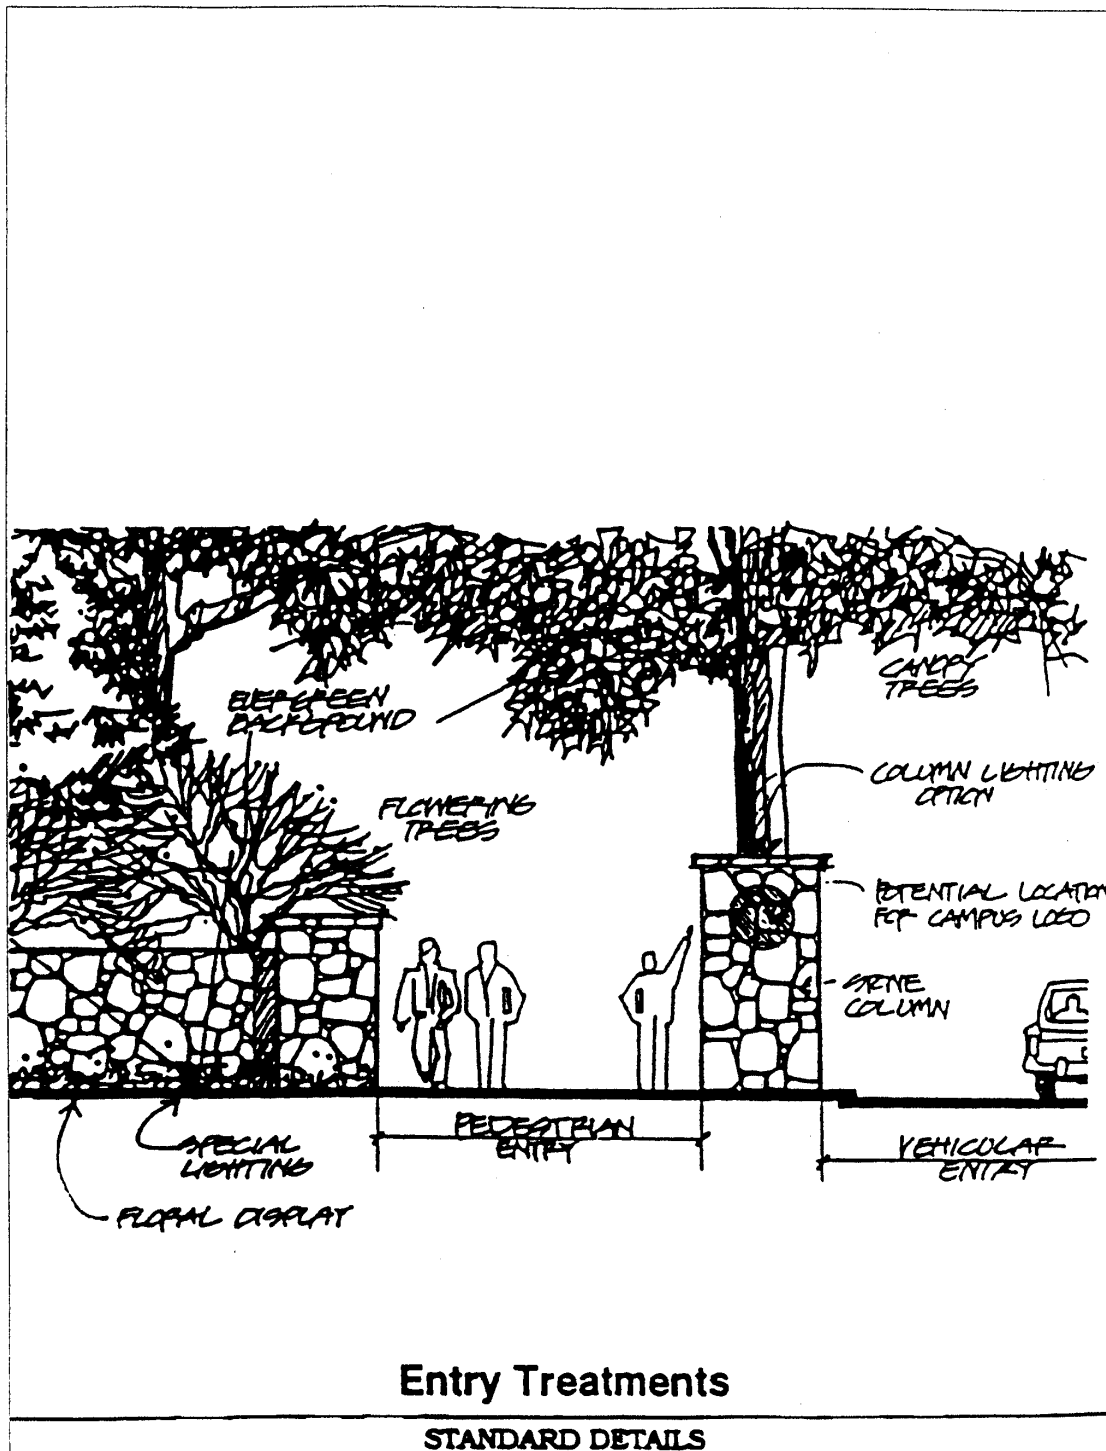 CANOPY
TREES
EVERGREEN
BACKGROUND
COLUMN LIGHTING
OPTION
FLOWERING
TREES
POTENTIAL LOCATION
FOR CAMPUS LOGO
STONE
COLUMN
PEDESTRIAN
ENTRY
VEHICULAR
ENTRY
SPECIAL
LIGHTING
FLORAL DISPLAY
Entry Treatments
STANDARD DETAILS